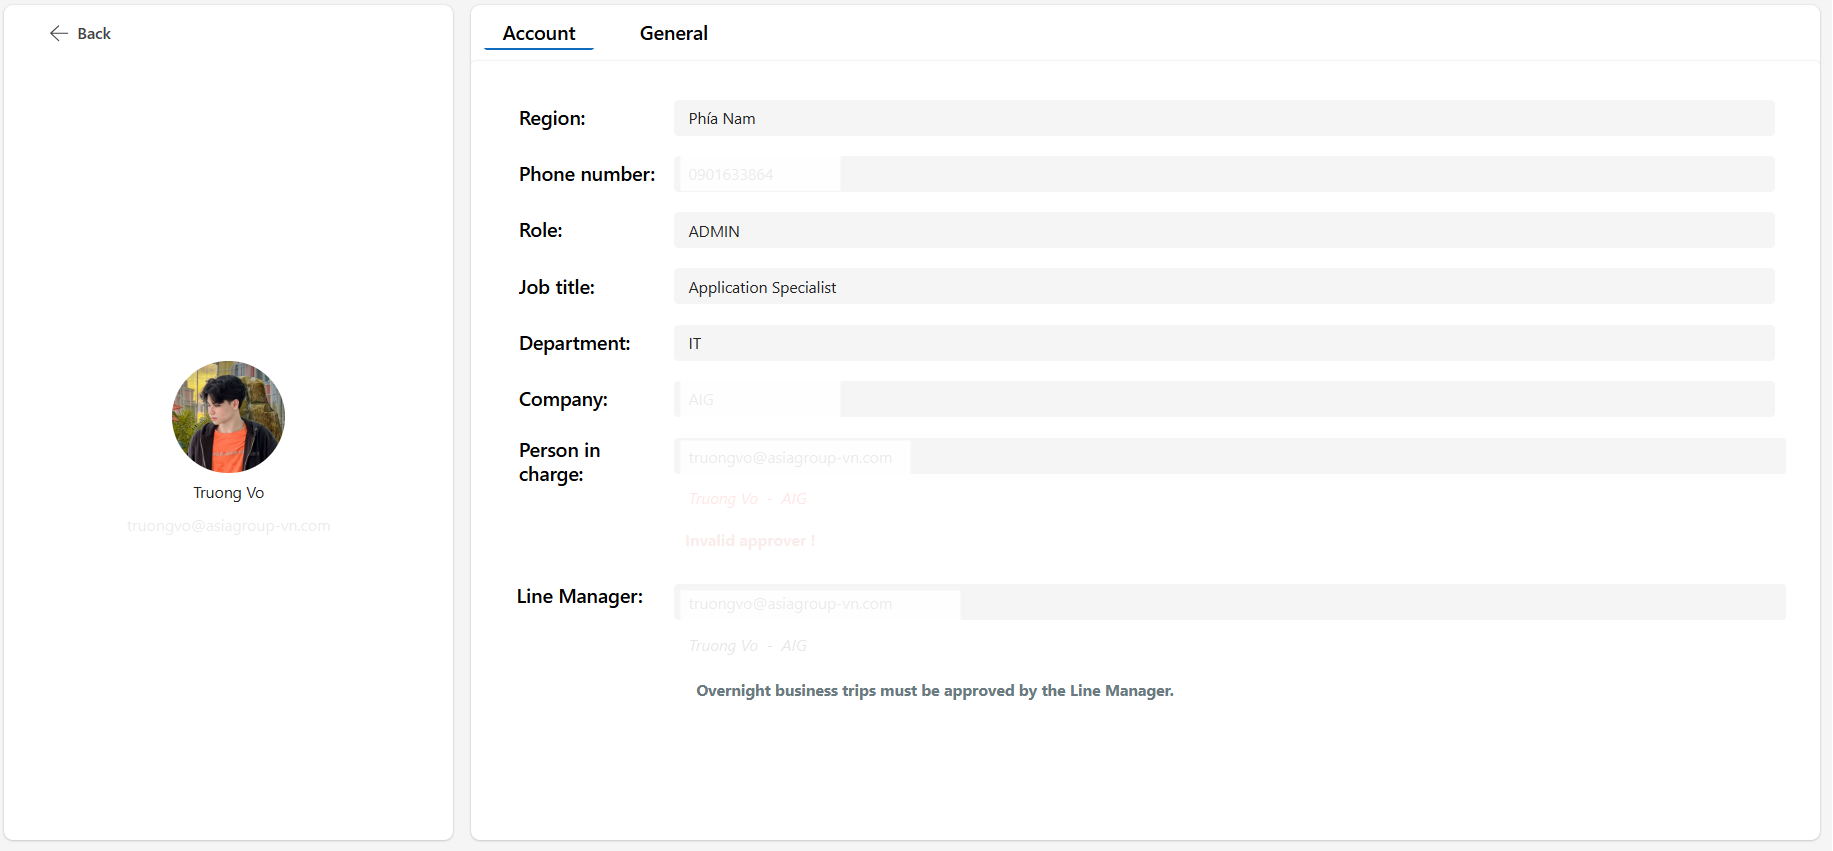 Back
Truong Vo
truongvo@asiagroup-vn.com
Account
General
Region:
Phía Nam
Phone number:
0901633864
Role:
ADMIN
Job title:
Application Specialist
Department:
IT
Company:
AIG
Person in
charge:
truongvo@asiagroup-vn.com
Truong Vo - AIG
Invalid approver !
Line Manager:
truongvo@asiagroup-vn.com
Truong Vo - AIG
Overnight business trips must be approved by the Line Manager.